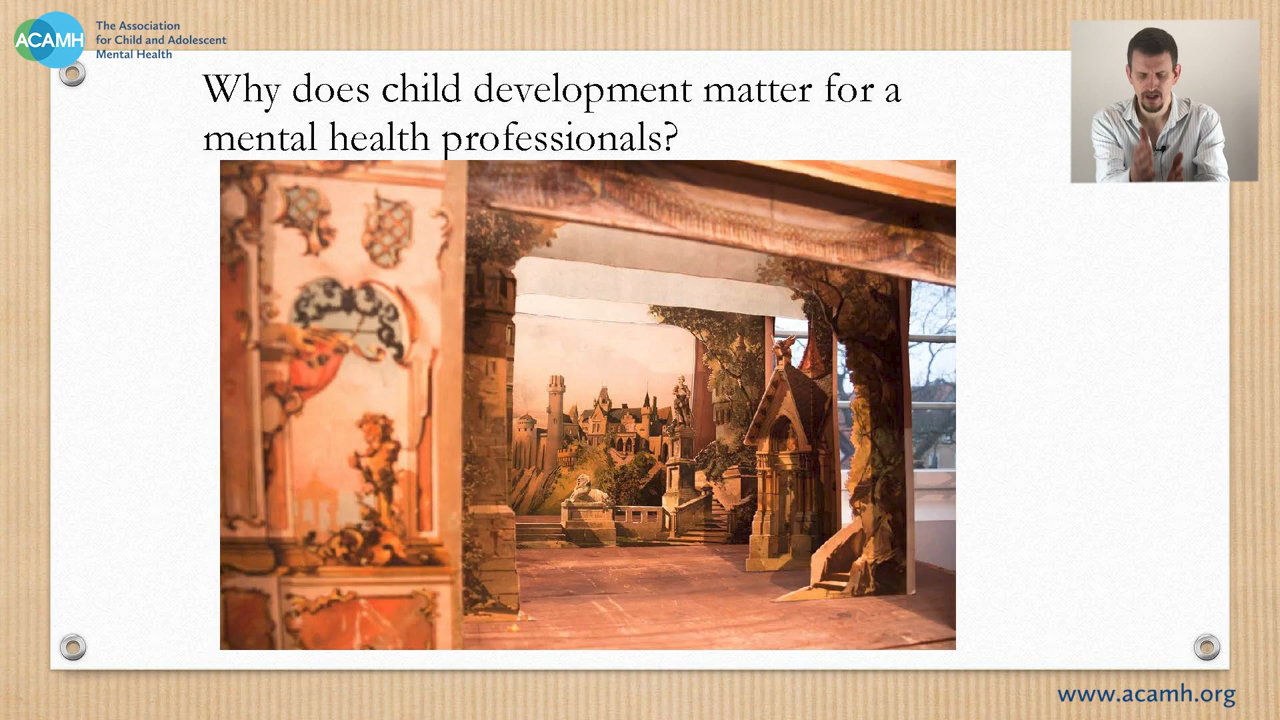 ACAMH
The Association
for Child and Adolescent
Mental Health
Why does child development matter for a
mental health professionals?
www.acamh.org